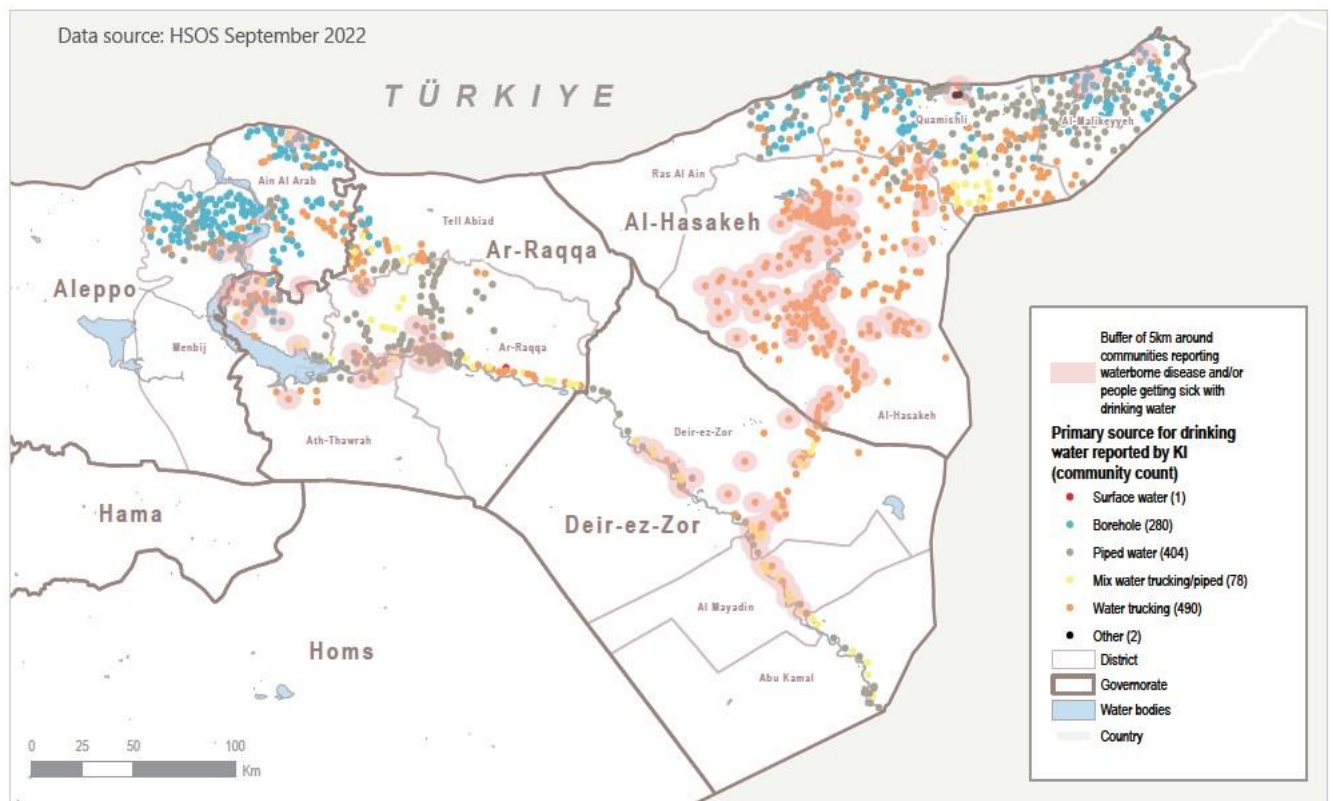 Data source: HSOS September 2022
TÜRKIYE
Quamishli
Al-Malikeyyeh
Ain Al Arab
Ras Al Ain
Tell Abiad
Al-Hasakeh
Ar-Raqqa
Aleppo
Menbij
Ar-Raqqa
Al-Hasakeh
Ath-Thawrah
Deir-ez-Zor
Hama
Deir-ez-Zor
Al Mayadin
Homs
Abu Kamal
0 25 50 100
Km
Buffer of 5km around
communities reporting
waterborne disease and/or
people getting sick with
drinking water
Primary source for drinking
water reported by KI
(community count)
Surface water (1)
Borehole (280)
Piped water (404)
Mix water trucking/piped (78)
Water trucking (490)
Other (2)
District
Governorate
Water bodies
Country